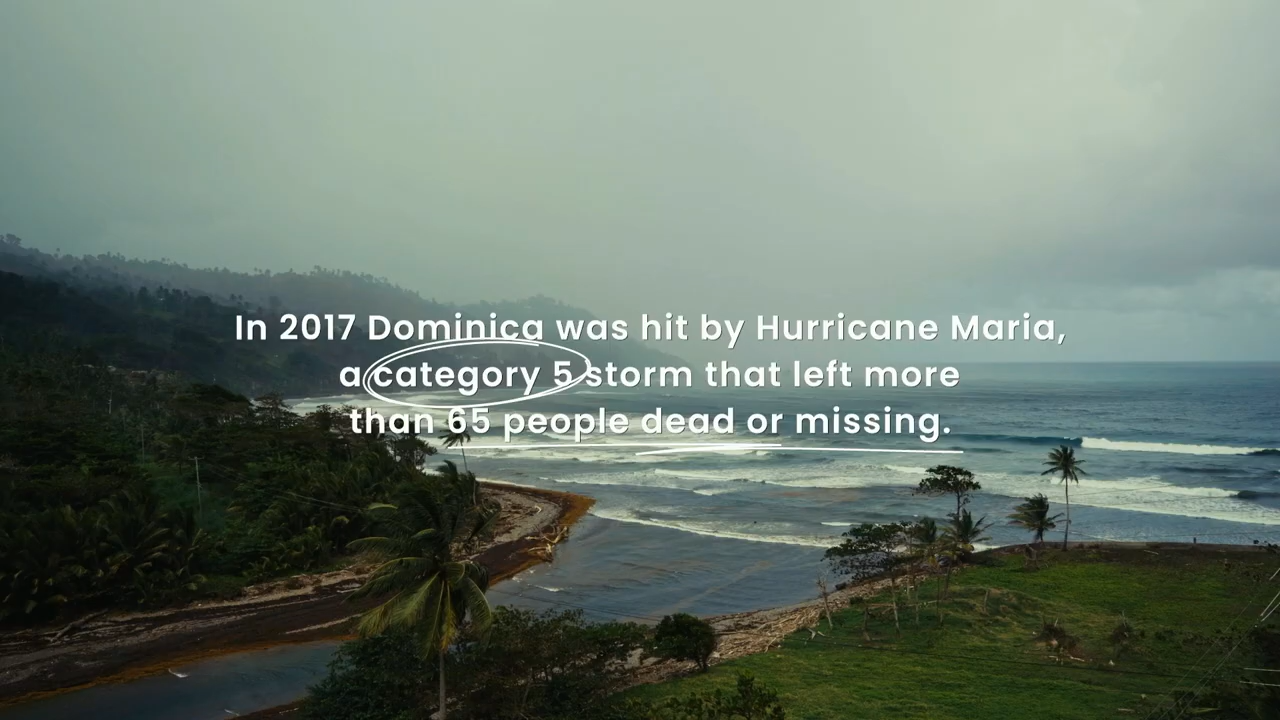 In 2017 Dominica was hit by Hurricane Maria,
a category 5 storm that left more
than 65 people dead or missing.